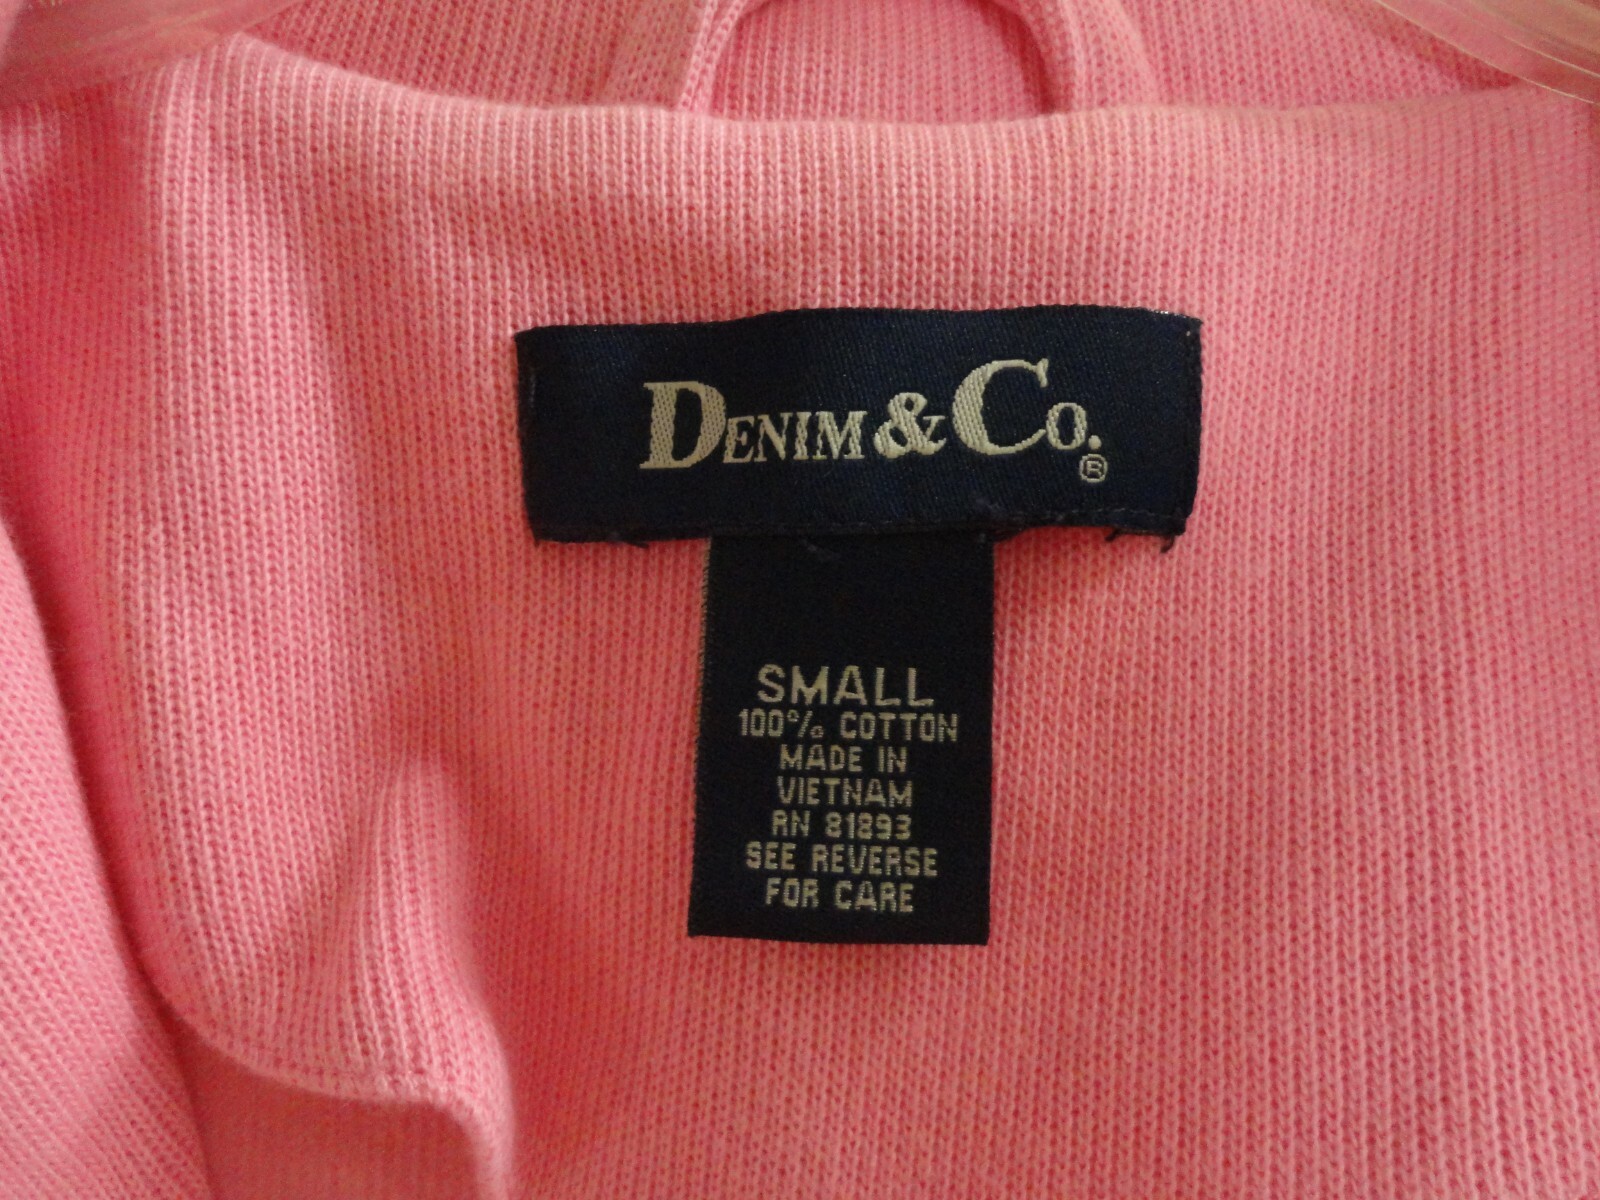 DENIM & CO.®
SMALL
100% COTTON
MADE IN
VIETNAM
RN 81893
SEE REVERSE
FOR CARE